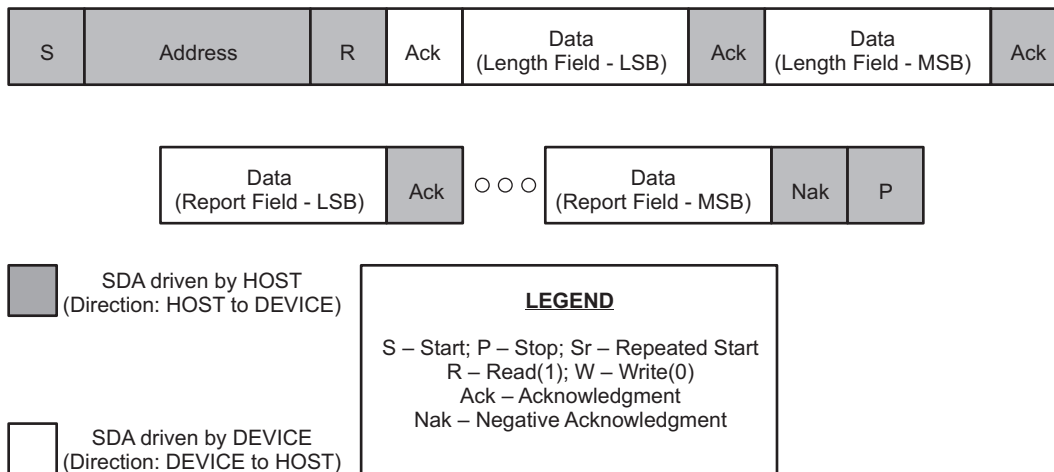 S Address R Ack Data Ack Data Ack
(Length Field - LSB) (Length Field - MSB)
Data Ack ○○○ Data Nak P
(Report Field - LSB) (Report Field - MSB)
SDA driven by HOST
(Direction: HOST to DEVICE)
LEGEND
S – Start; P – Stop; Sr – Repeated Start
R – Read(1); W – Write(0)
Ack – Acknowledgment
Nak – Negative Acknowledgment
SDA driven by DEVICE
(Direction: DEVICE to HOST)